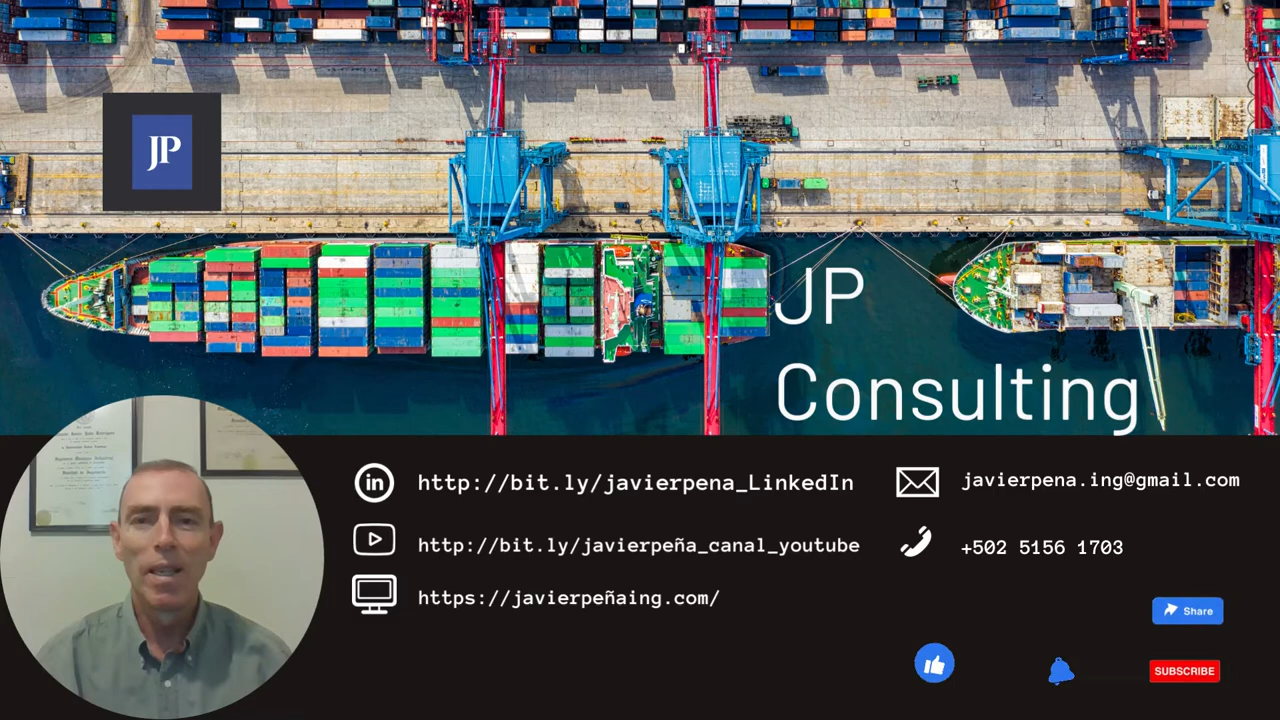 JP
JP
Consulting
http://bit.ly/javierpena_LinkedIn
http://bit.ly/javierpeña_canal_youtube
https://javierpeñaing.com/
javierpena.ing@gmail.com
+502 5156 1703
Share
SUBSCRIBE